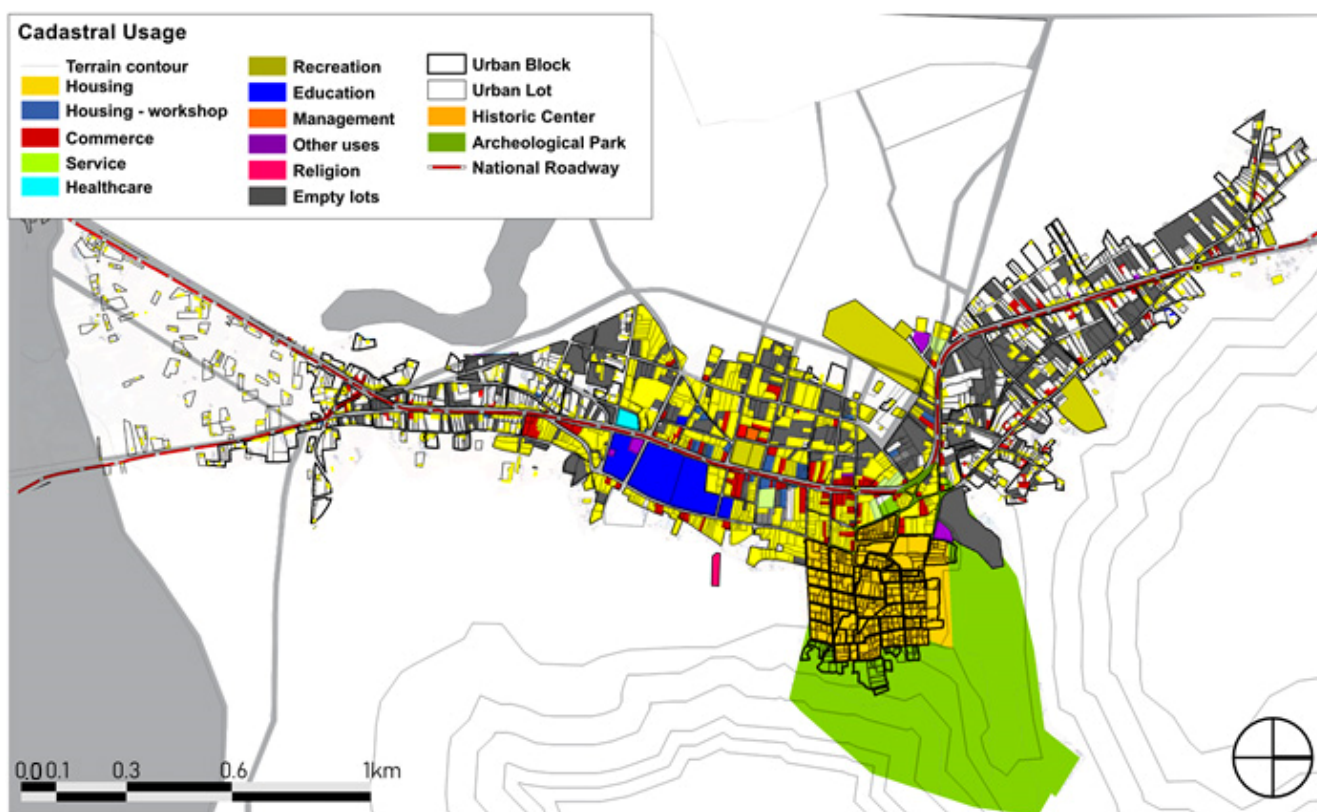 Cadastral Usage
Terrain contour
Housing
Housing - workshop
Commerce
Service
Healthcare
Recreation
Education
Management
Other uses
Religion
Empty lots
Urban Block
Urban Lot
Historic Center
Archeological Park
National Roadway
0.0 0.1 0.3 0.6 1km